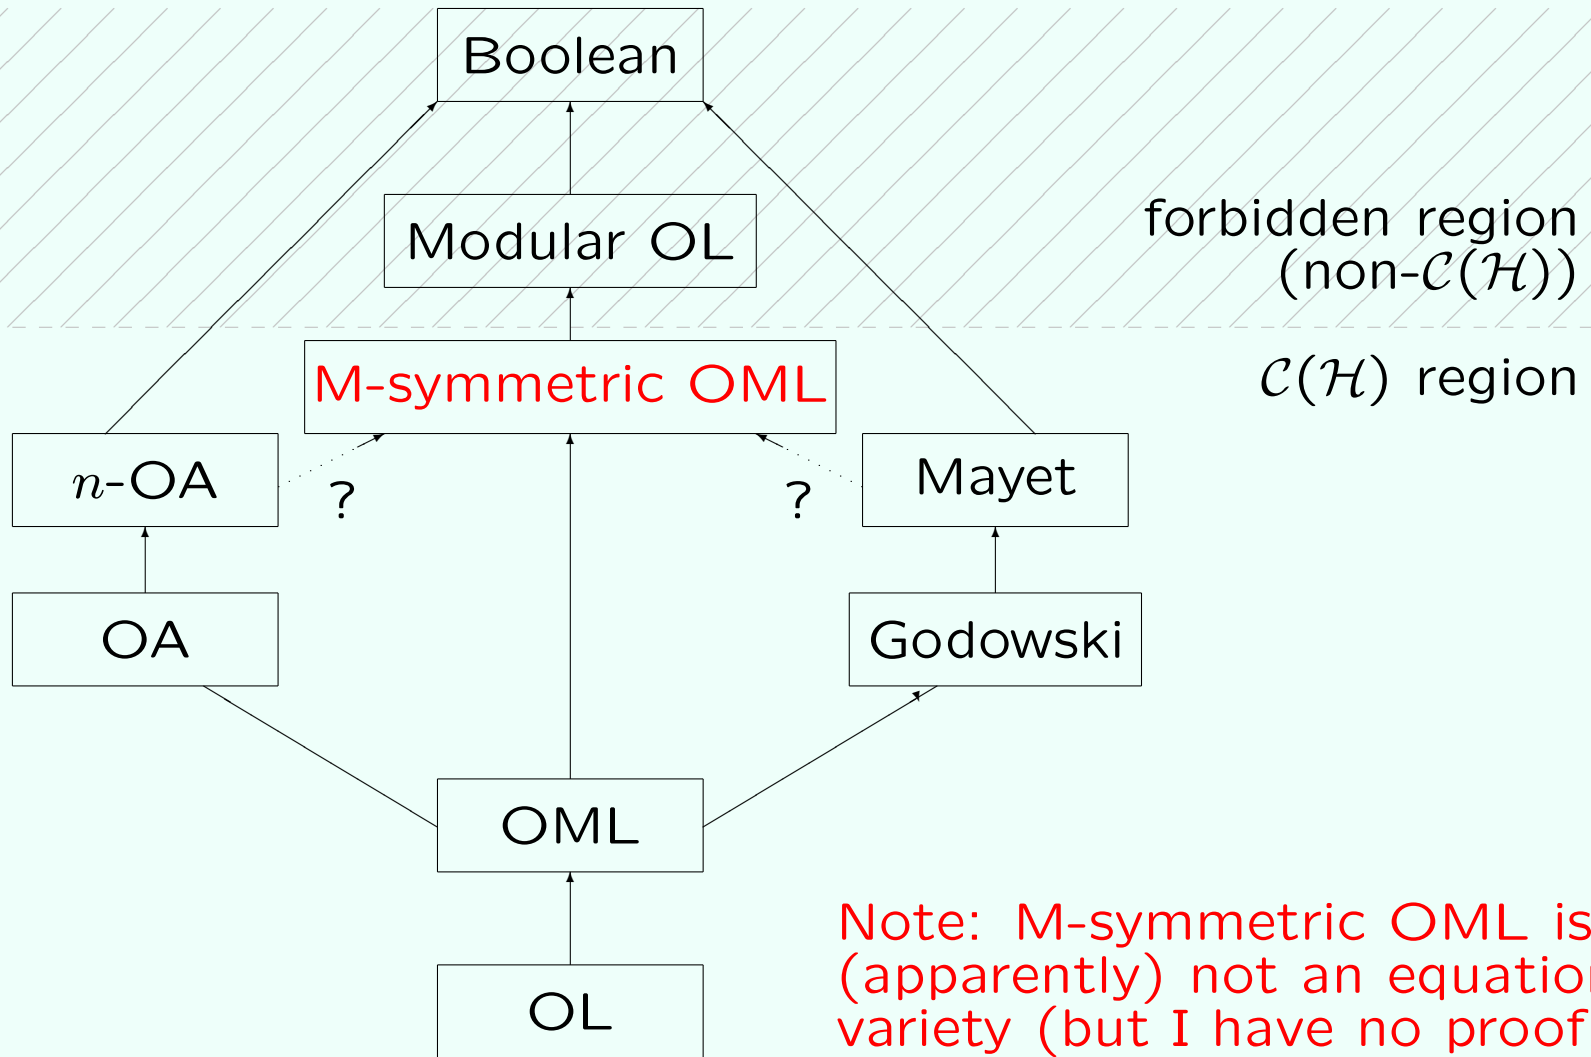 Boolean
Modular OL
forbidden region
(non-𝒞(ℋ))
M-symmetric OML
𝒞(ℋ) region
n-OA
?
?
Mayet
OA
Godowski
OML
OL
Note: M-symmetric OML is
(apparently) not an equation
variety (but I have no proof